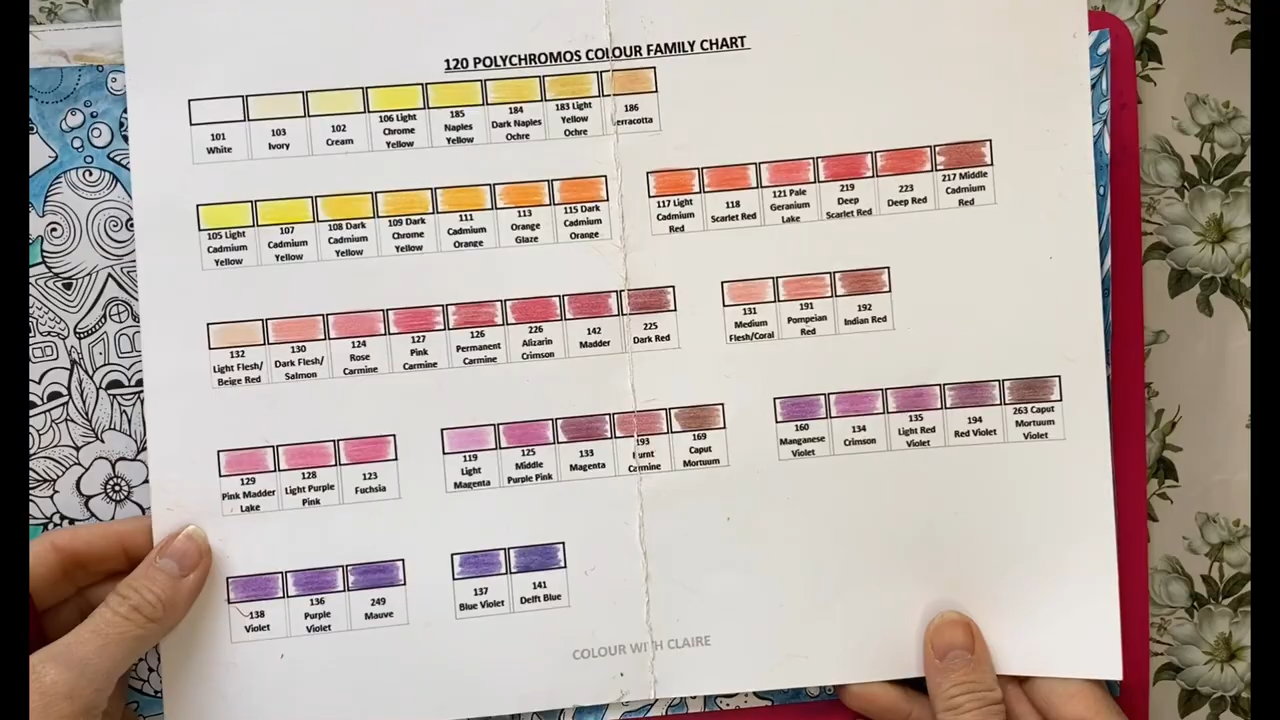 120 POLYCHROMOS COLOUR FAMILY CHART
101
White
103
Ivory
102
Cream
106 Light
Chrome
Yellow
185
Naples
Yellow
184
Dark Naples
Ochre
183 Light
Yellow
Ochre
186
erracotta
105 Light
Cadmium
Yellow
107
Cadmium
Yellow
108 Dark
Cadmium
Yellow
109 Dark
Chrome
Yellow
111
Cadmium
Orange
113
Orange
Glaze
115 Dark
Cadmium
Orange
117 Light
Cadmium
Red
118
Scarlet Red
121 Pale
Geranium
Lake
219
Deep
Scarlet Red
223
Deep Red
217 Middle
Cadmium
Red
132
Light Flesh/
Beige Red
130
Dark Flesh/
Salmon
124
Rose
Carmine
127
Pink
Carmine
126
Permanent
Carmine
226
Alizarin
Crimson
142
Madder
225
Dark Red
131
Medium
Flesh/Coral
191
Pompeian
Red
192
Indian Red
129
Pink Madder
Lake
128
Light Purple
Pink
123
Fuchsia
119
Light
Magenta
125
Middle
Purple Pink
133
Magenta
193
Burnt
Carmine
169
Caput
Mortuum
160
Manganese
Violet
134
Crimson
135
Light Red
Violet
194
Red Violet
263 Caput
Mortuum
Violet
138
Violet
136
Purple
Violet
249
Mauve
137
Blue Violet
141
Delft Blue
COLOUR WITH CLAIRE